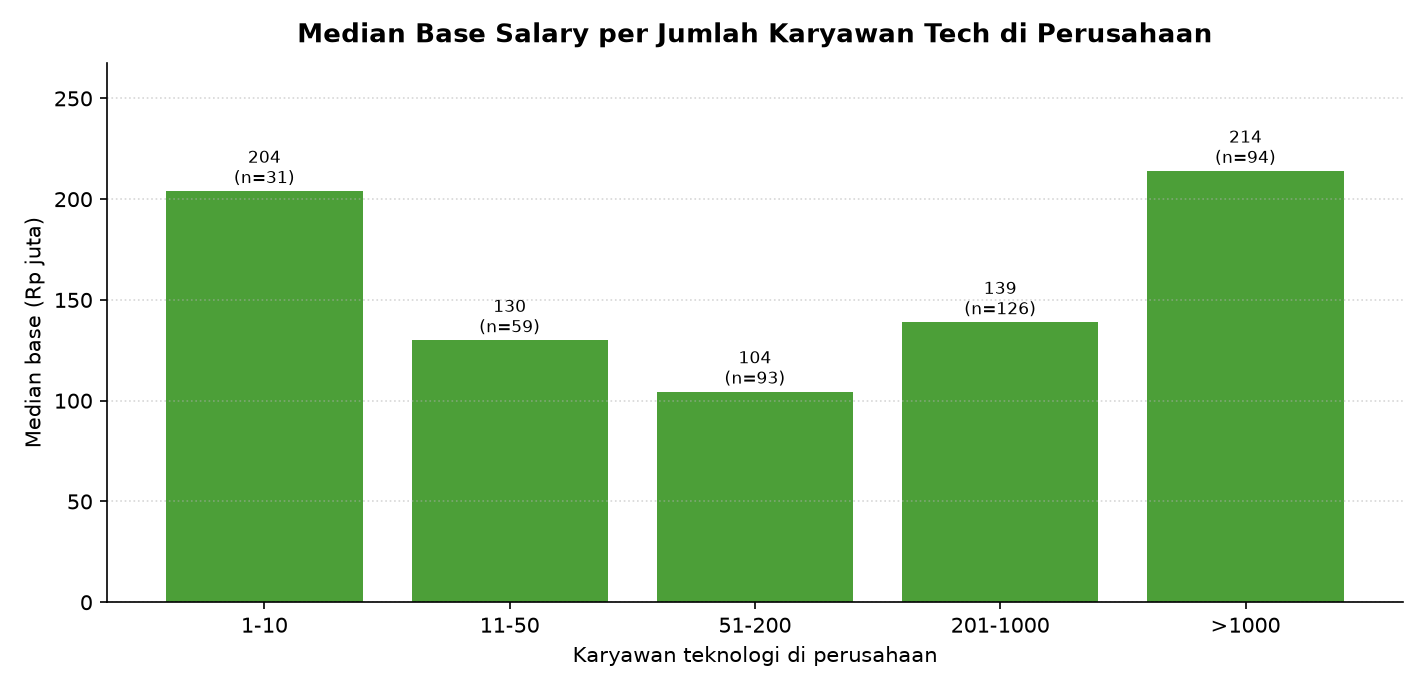 Median Base Salary per Jumlah Karyawan Tech di Perusahaan
Median base (Rp juta)
250
200
150
100
50
0
204
(n=31)
130
(n=59)
104
(n=93)
139
(n=126)
214
(n=94)
1-10
11-50
51-200
201-1000
>1000
Karyawan teknologi di perusahaan